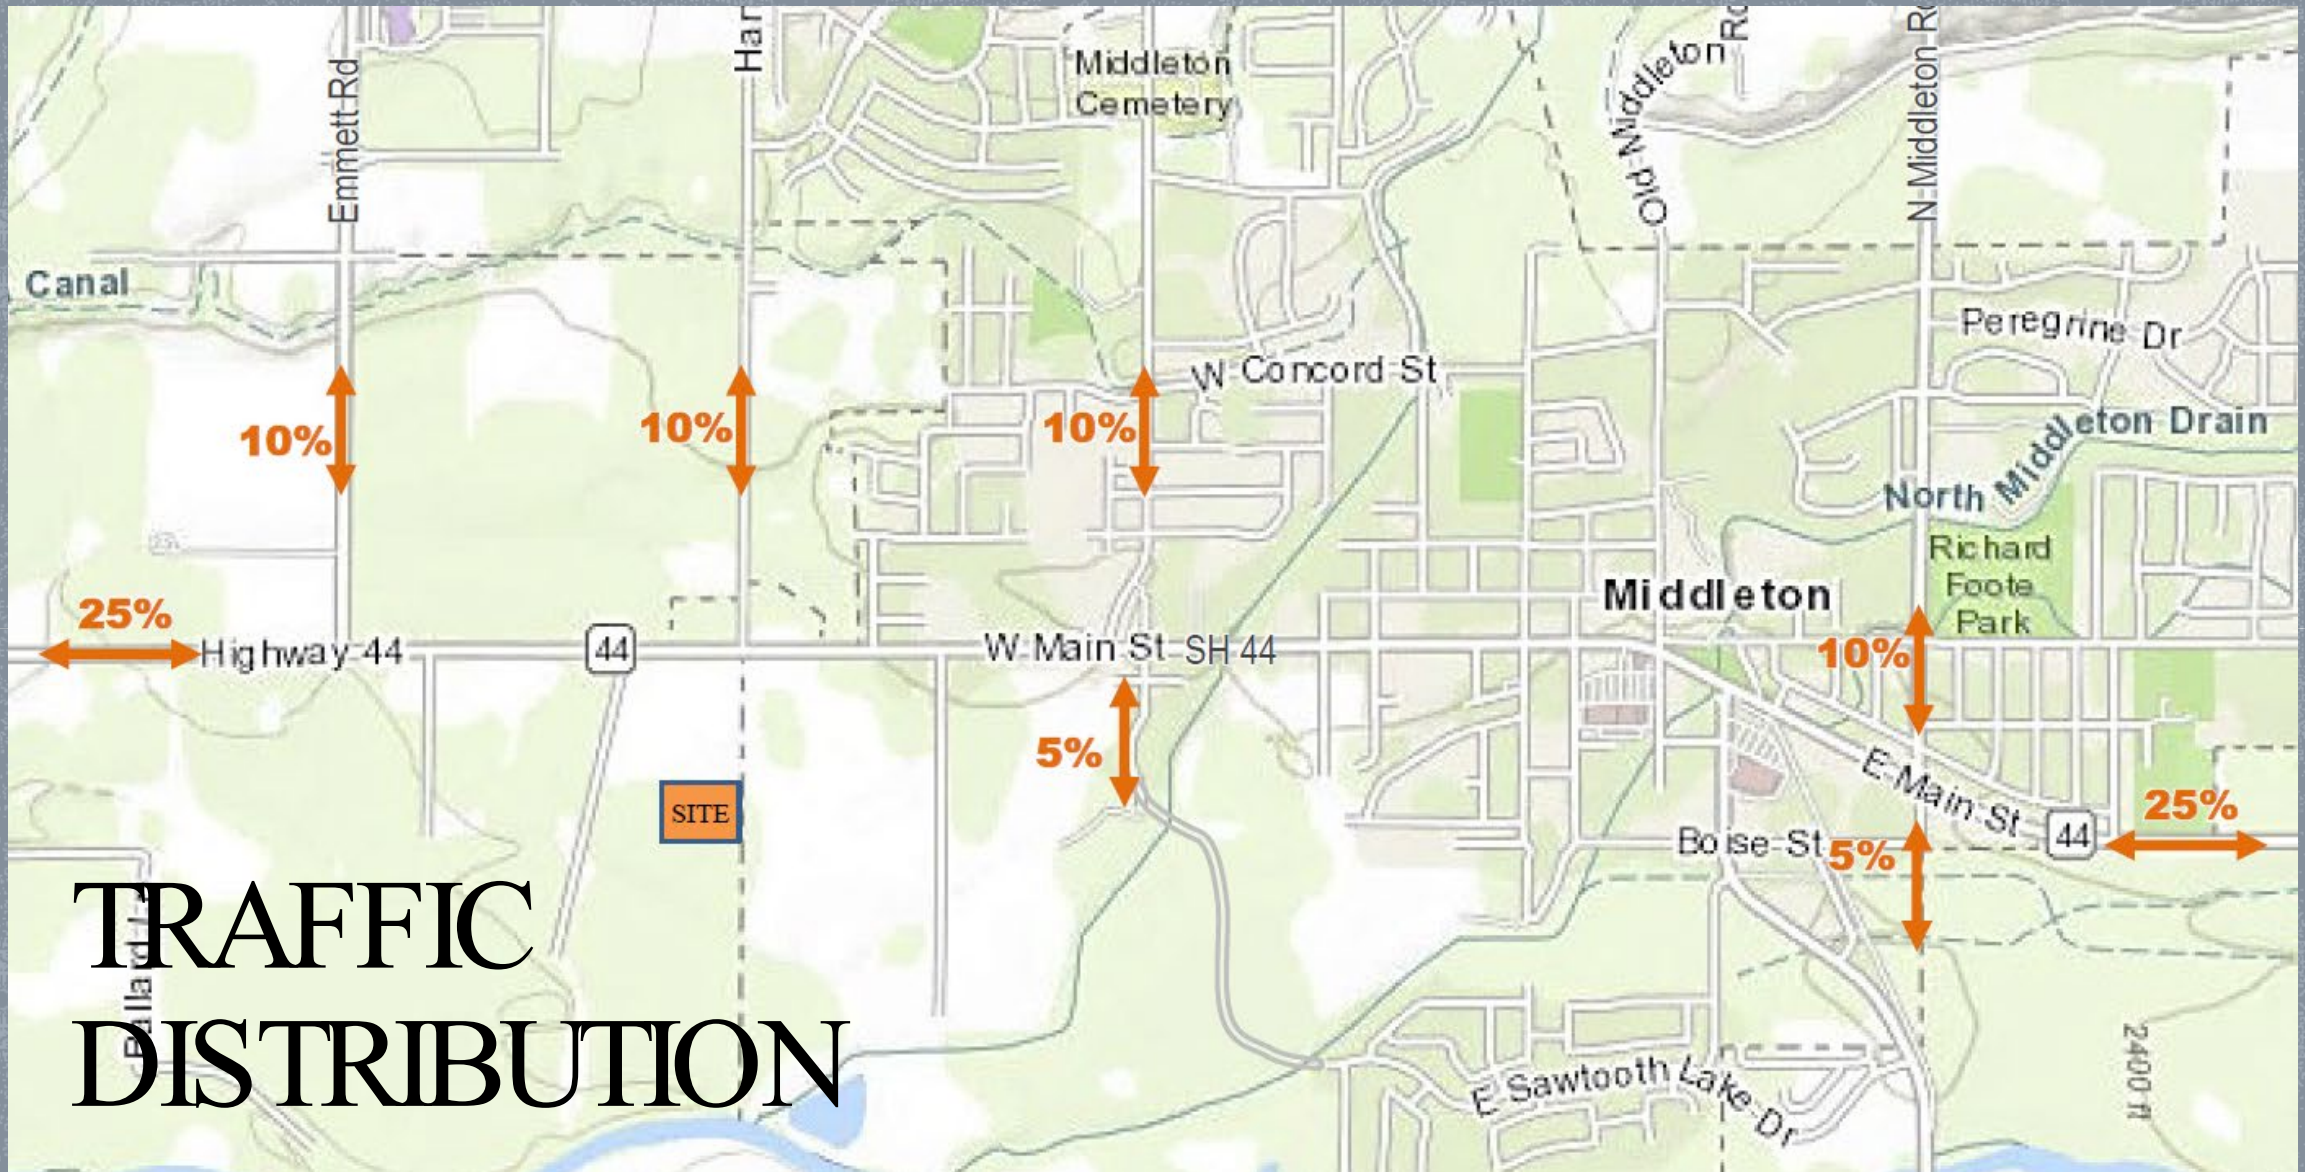 Har
Rd
Middleton
Cemetery
Emmett Rd
Old Middleton
N Middleton Rd
Canal
Peregrine Dr
W Concord St
10%
10%
10%
North Middleton Drain
Richard
Foote
Park
Middleton
25%
Highway 44
44
W Main St
SH 44
10%
5%
E Main St
SITE
25%
44
Boise St
5%
TRAFFIC
DISTRIBUTION
Ballard L
E Sawtooth Lake Dr
2400 ft